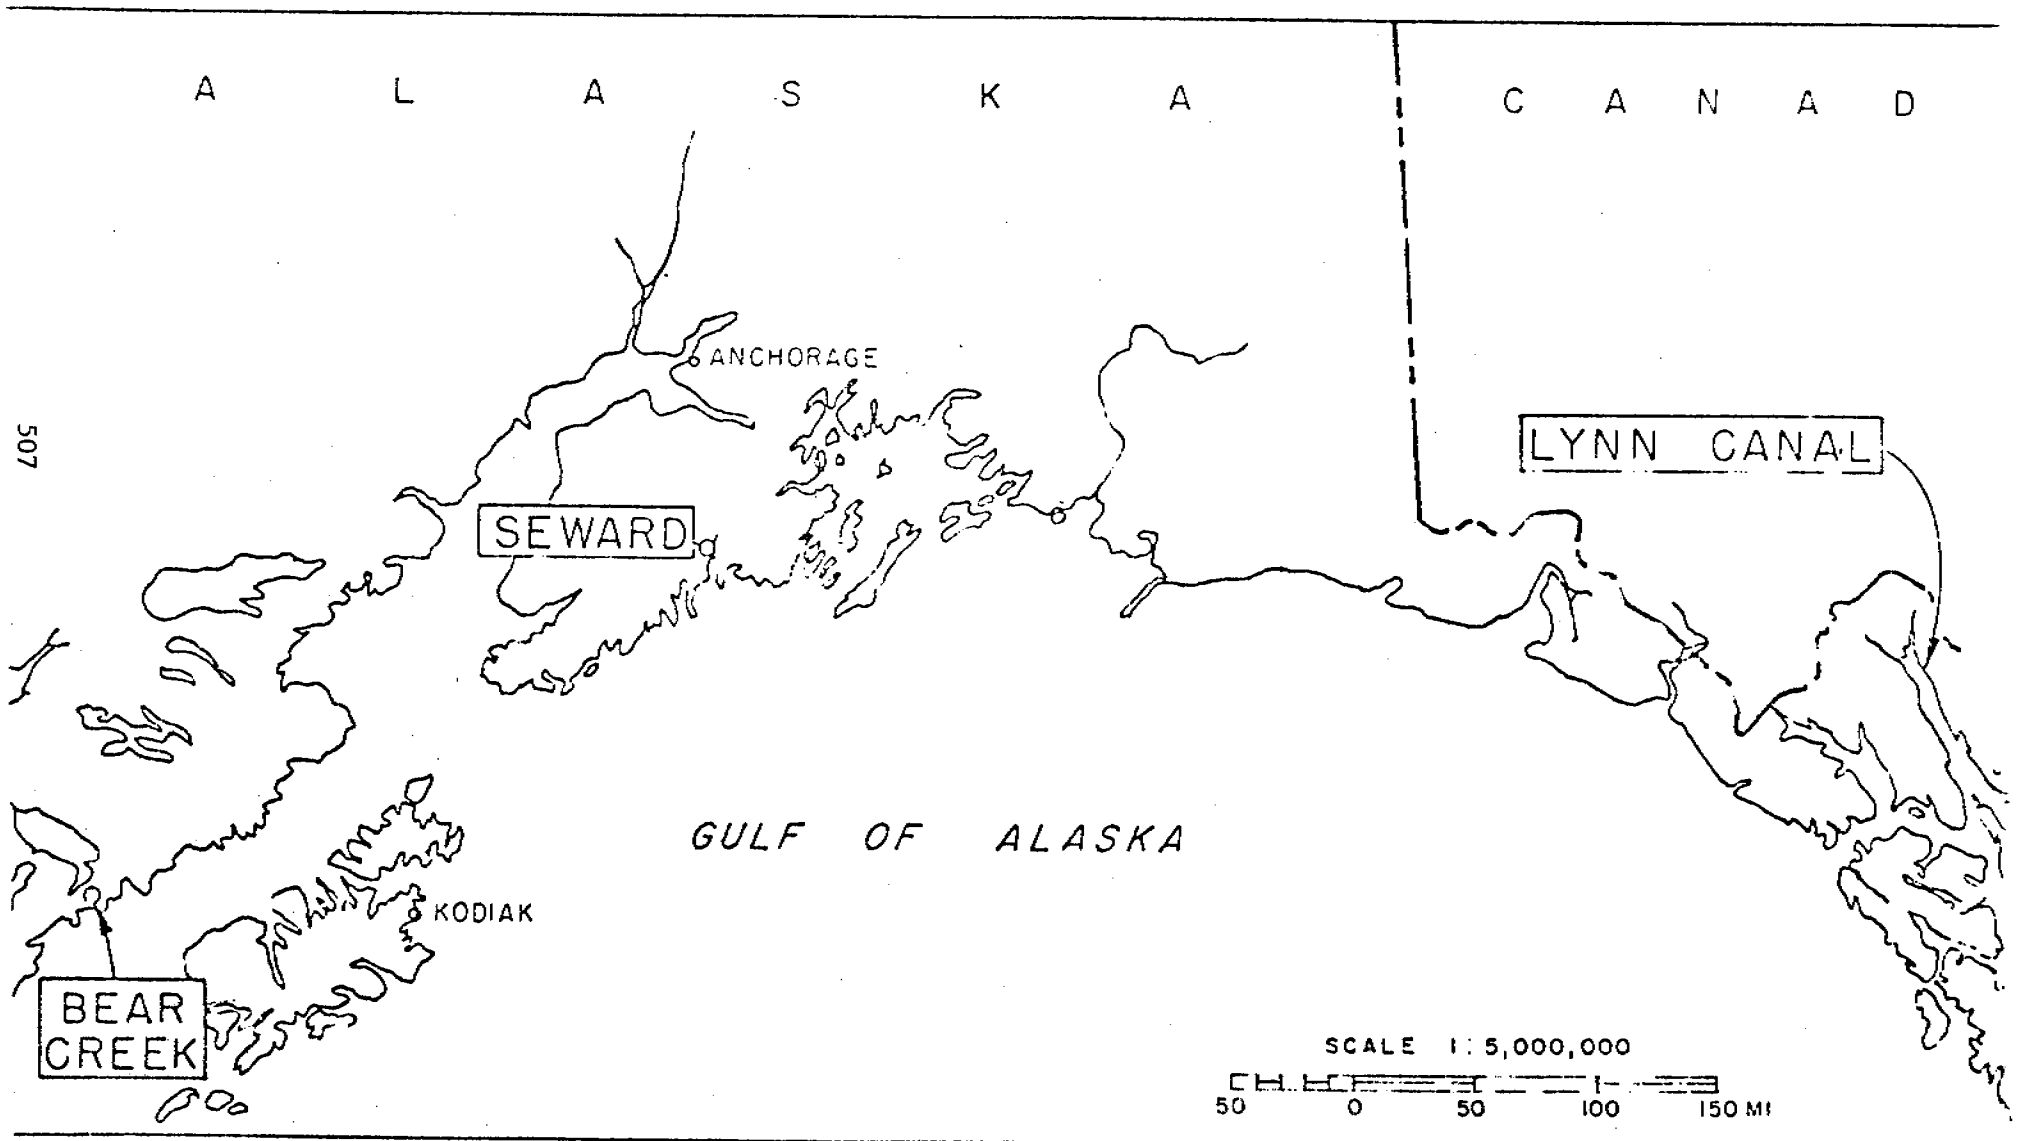 A L A S K A
C A N A D
ANCHORAGE
LYNN CANAL
507
SEWARD
GULF OF ALASKA
KODIAK
BEAR
CREEK
SCALE 1:5,000,000
50 0 50 100 150 MI